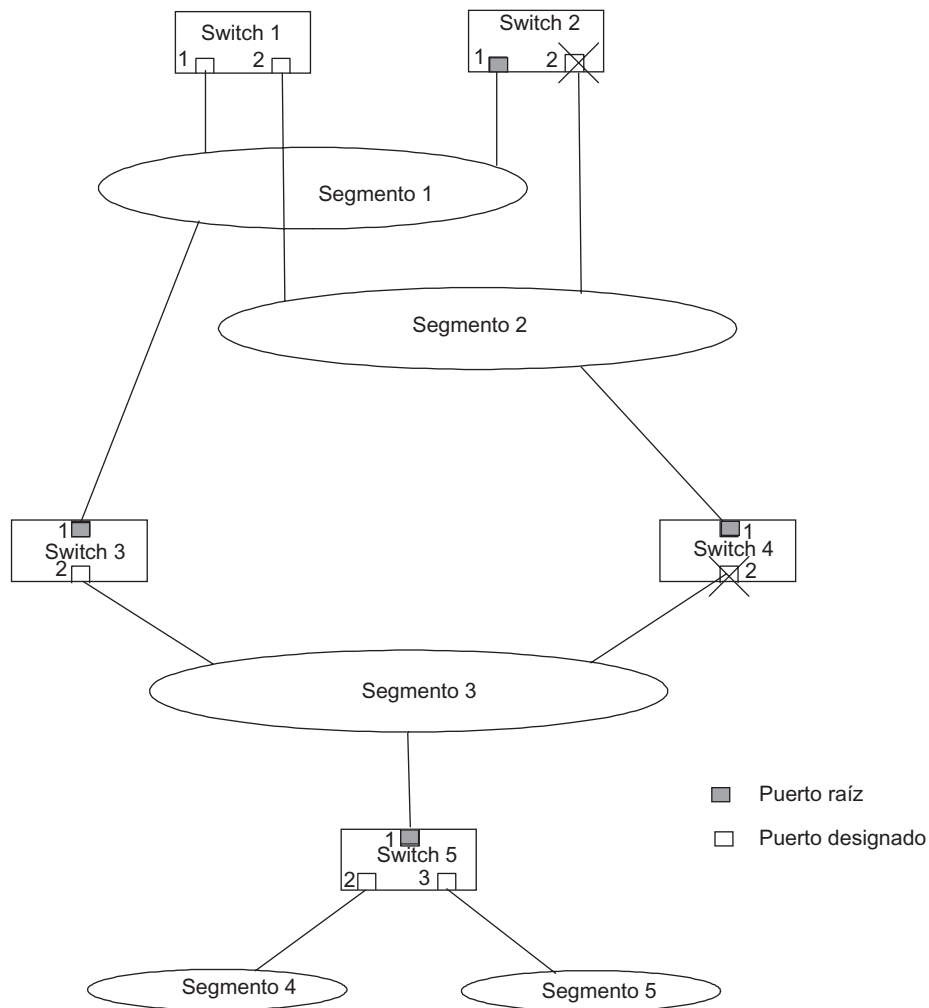 Switch 1
1 2
Switch 2
1 2
Segmento 1
Segmento 2
1
Switch 3
2
1
Switch 4
2
Segmento 3
Puerto raíz
Puerto designado
1
Switch 5
2 3
Segmento 4
Segmento 5